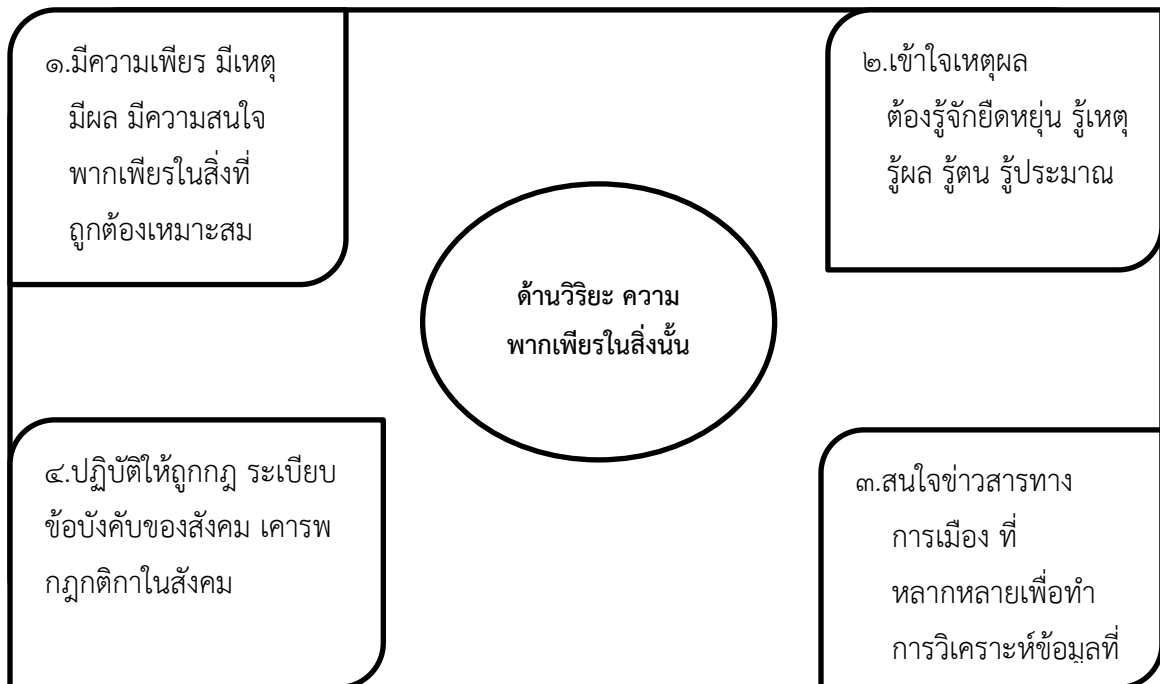 ๑.มีความเพียร มีเหตุ
มีผล มีความสนใจ
พากเพียรในสิ่งที่
ถูกต้องเหมาะสม
๒.เข้าใจเหตุผล
ต้องรู้จักยืดหยุ่น รู้เหตุ
รู้ผล รู้ตน รู้ประมาณ
ด้านวิริยะ ความ
พากเพียรในสิ่งนั้น
๓.สนใจข่าวสารทาง
การเมือง ที่
หลากหลายเพื่อทำ
การวิเคราะห์ข้อมูลที่
๔.ปฏิบัติให้ถูกกฎ ระเบียบ
ข้อบังคับของสังคม เคารพ
กฎกติกาในสังคม